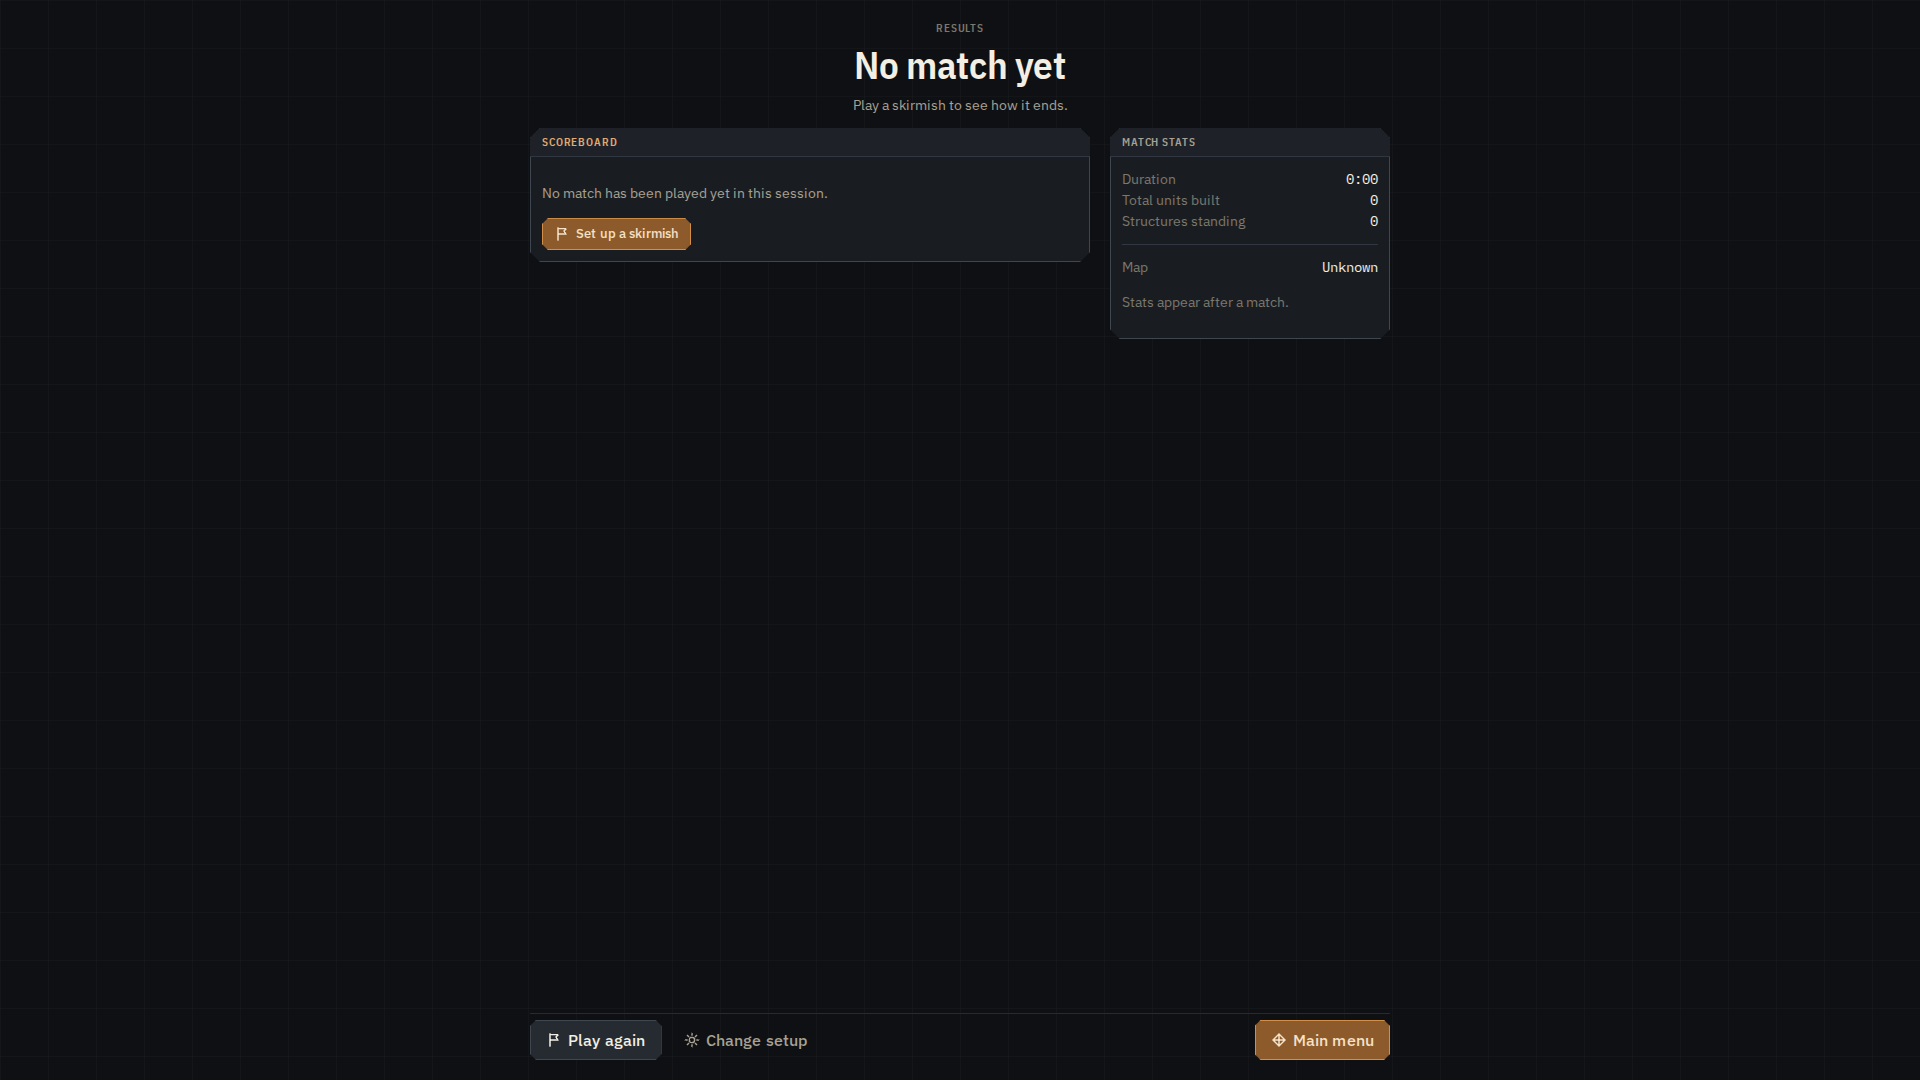 RESULTS
No match yet
Play a skirmish to see how it ends.
SCOREBOARD
No match has been played yet in this session.
Set up a skirmish
MATCH STATS
Duration 0:00
Total units built 0
Structures standing 0
Map Unknown
Stats appear after a match.
Play again
Change setup
Main menu